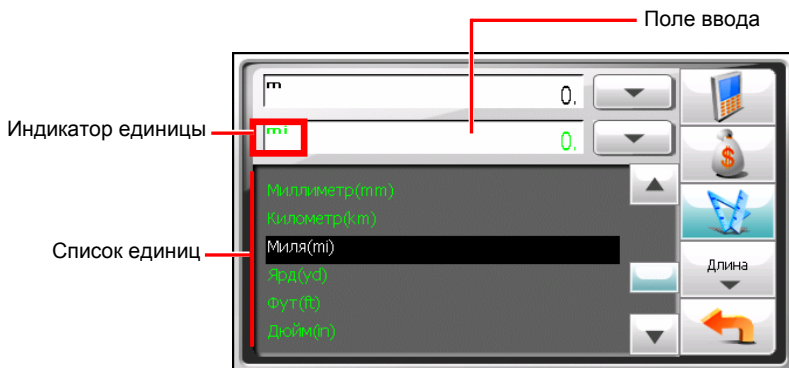 Поле ввода
m
0.
Индикатор единицы
mi
0.
Миллиметр(mm)
Километр(km)
Список единиц
Миля(mi)
Ярд(yd)
Фут(ft)
Дюйм(in)
$
Длина